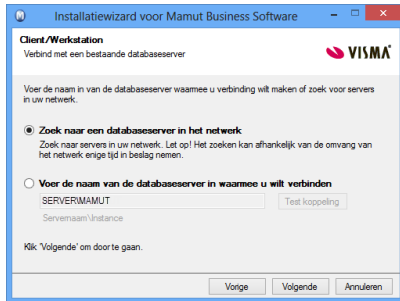 Installatiewizard voor Mamut Business Software
Client/Workstation
Verbind met een bestaande databaseserver
VISMA
Voer de naam in van de databaseserver waarmee u verbinding wilt maken of zoek voor servers
in uw netwerk.
Zoek naar een databaseserver in het netwerk
Zoek naar servers in uw netwerk. Let op! Het zoeken kan afhankelijk van de omvang van
het netwerk enige tijd in beslag nemen.
Voer de naam van de databaseserver in waarmee u wilt verbinden
SERVER\MAMUT
Test koppeling
Servernaam\Instance
Klik 'Volgende' om door te gaan.
Vorige
Volgende
Annuleren